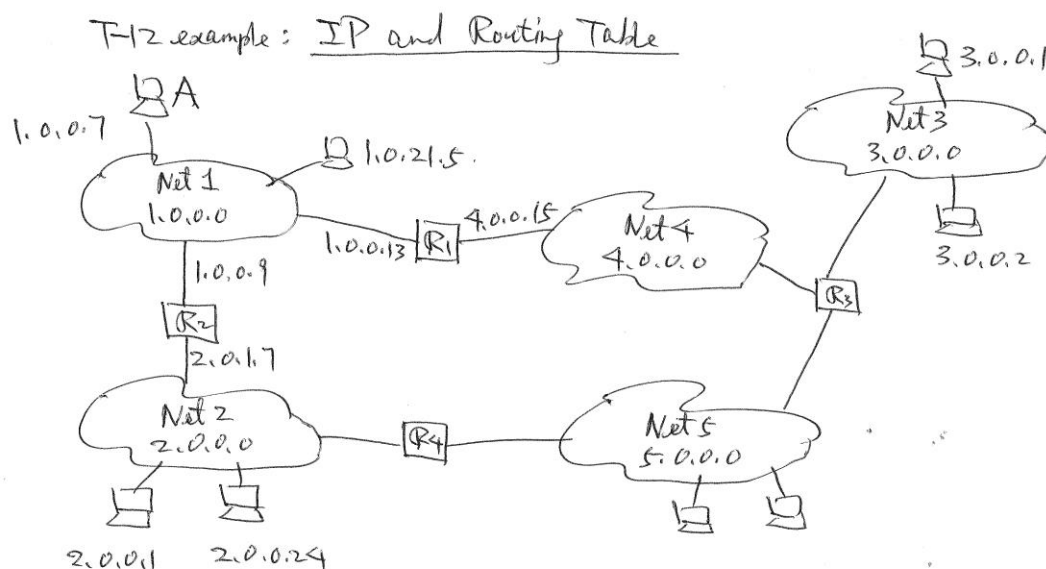 T-12 example: IP and Routing Table
A
1.0.0.7
1.0.21.5.
Net 1
1.0.0.0
1.0.0.13
R1
4.0.0.15
Net 4
4.0.0.0
3.0.0.1
Net 3
3.0.0.0
3.0.0.2
R3
1.0.0.9
R2
2.0.1.7
Net 2
2.0.0.0
R4
Net 5
5.0.0.0
2.0.0.1
2.0.0.24